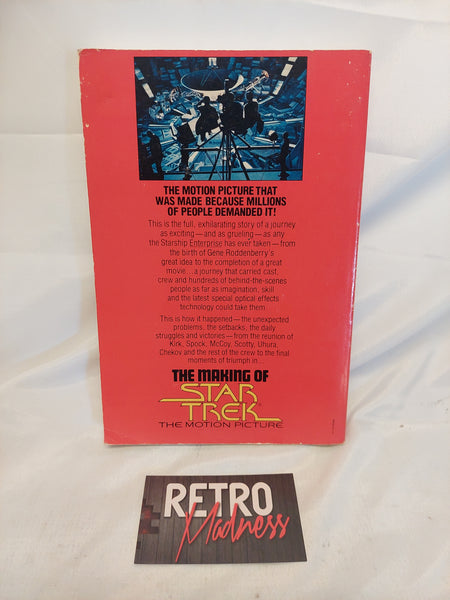 THE MOTION PICTURE THAT
WAS MADE BECAUSE MILLIONS
OF PEOPLE DEMANDED IT!
This is the full, exhilarating story of a journey
as exciting—and as grueling—as any
the Starship Enterprise has ever taken—from
the birth of Gene Roddenberry's
great idea to the completion of a great
movie...a journey that carried cast,
crew and hundreds of behind-the-scenes
people as far as imagination, skill
and the latest special optical effects
technology could take them.
This is how it happened—the unexpected
problems, the setbacks, the daily
struggles and victories—from the reunion of
Kirk, Spock, McCoy, Scotty, Uhura,
Chekov and the rest of the crew to the final
moments of triumph in...
THE MAKING OF
STAR
TREK®
THE MOTION PICTURE
RETRO
Madness